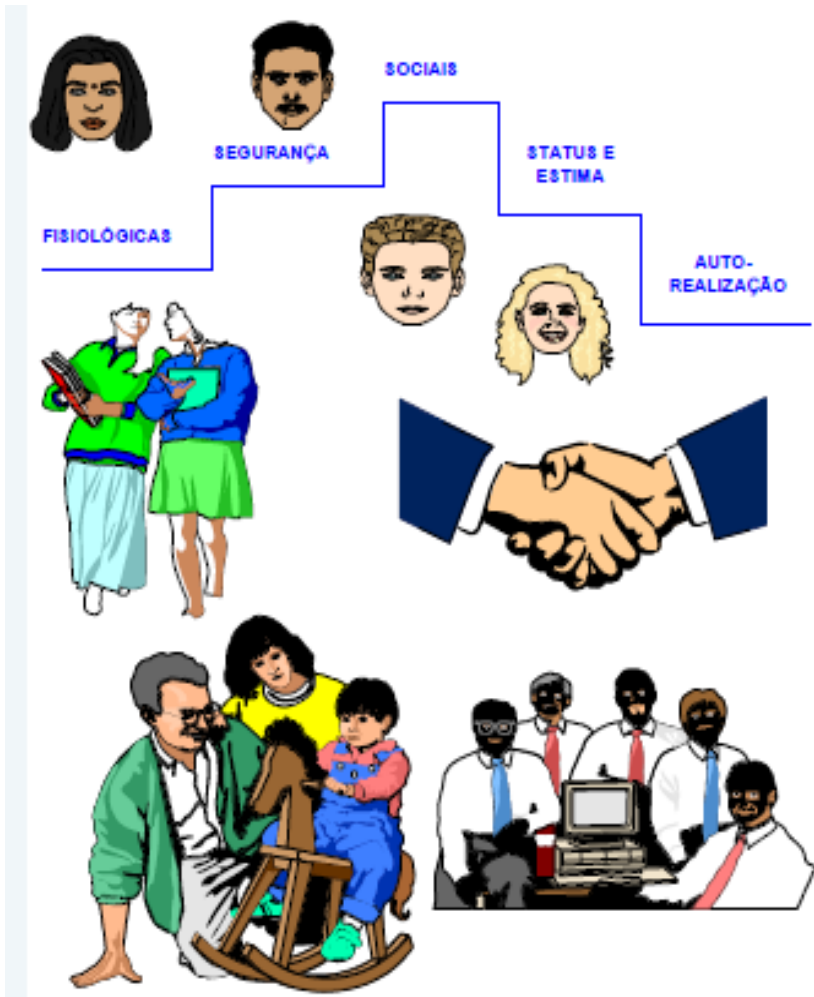 SOCIAIS
SEGURANÇA
STATUS E
ESTIMA
FISIOLÓGICAS
AUTO-
REALIZAÇÃO